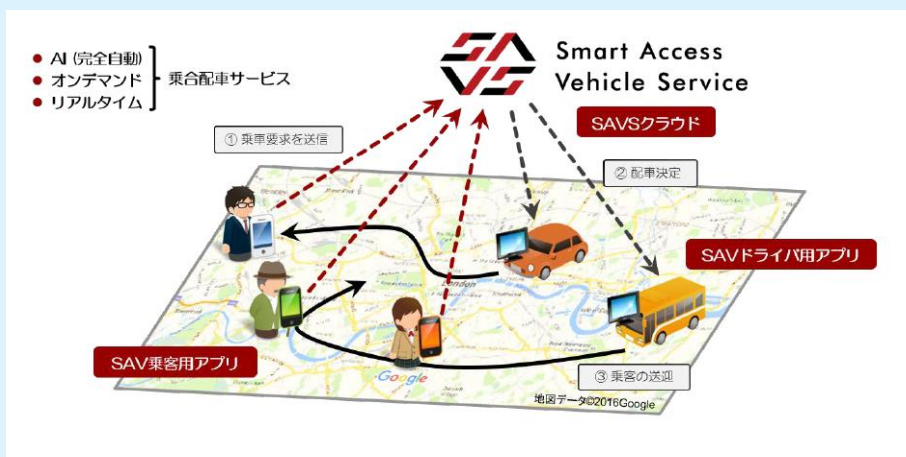 ● AI (完全自動)
● オンデマンド
● リアルタイム
乗合配車サービス
SAVS
Smart Access
Vehicle Service
SAVSクラウド
① 乗車要求を送信
② 配車決定
SAVドライバ用アプリ
London
SAV乗客用アプリ
Google
③ 乗客の送迎
地図データ©2016Google